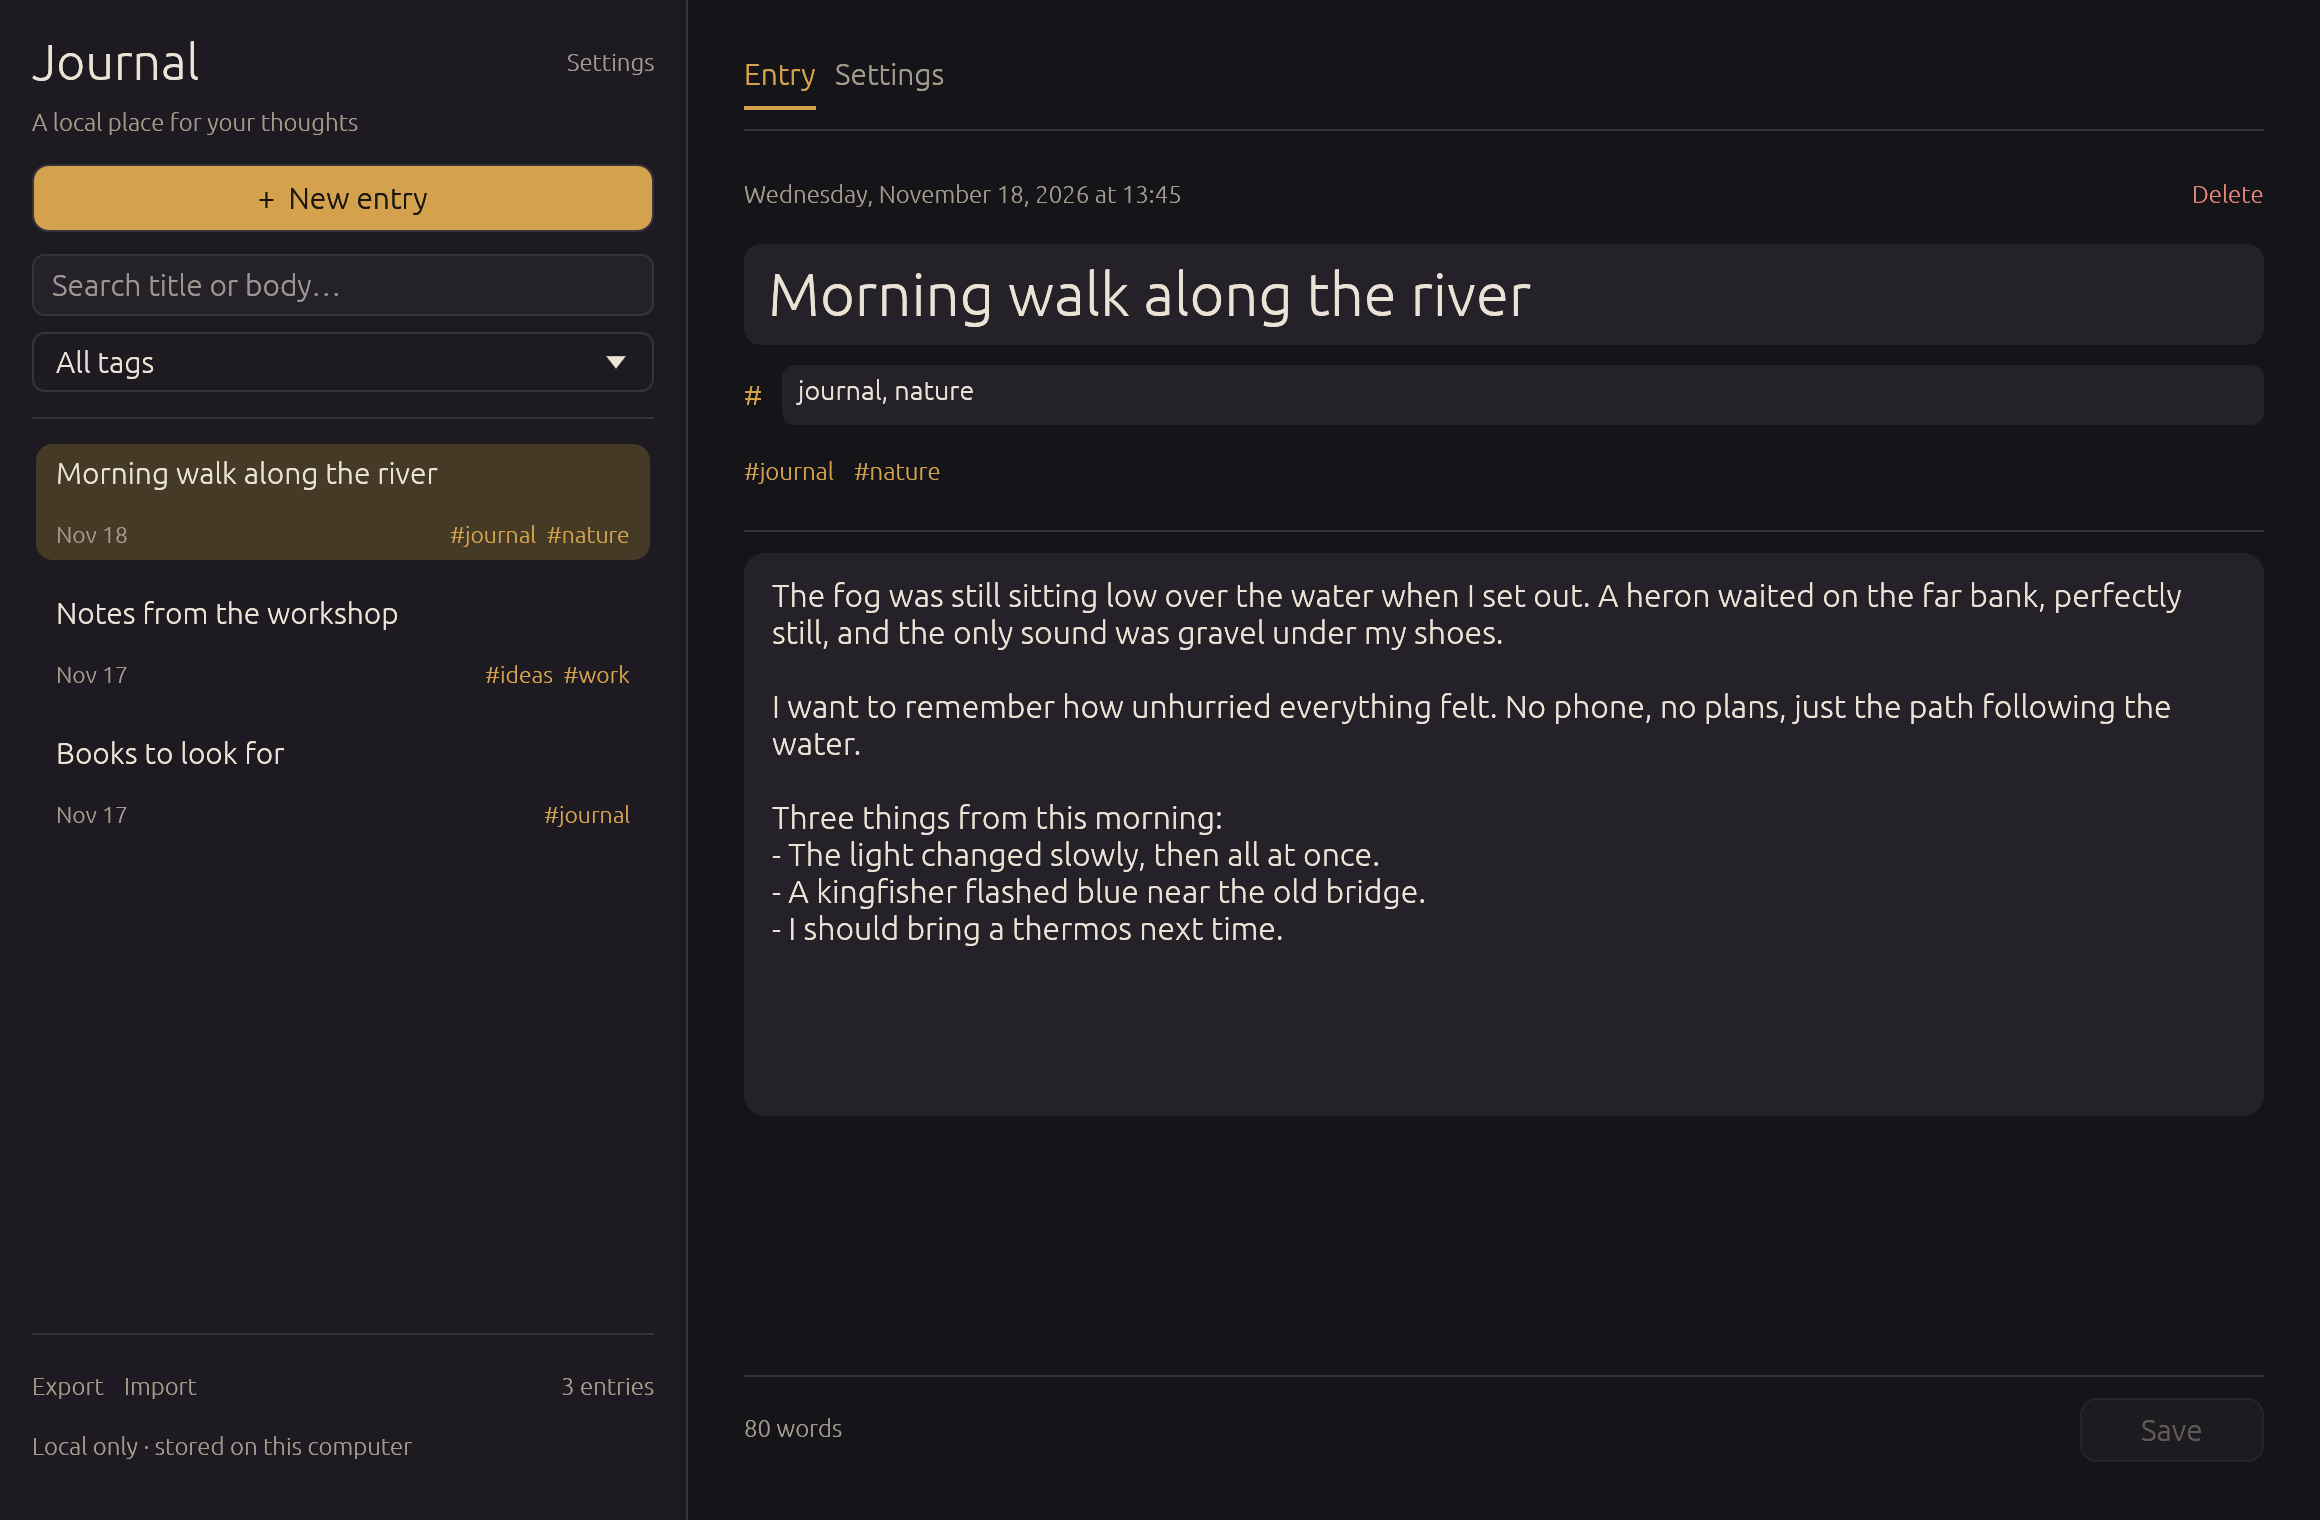 Journal
Settings
A local place for your thoughts
+ New entry
Search title or body…
All tags
Morning walk along the river
Nov 18
#journal #nature
Notes from the workshop
Nov 17
#ideas #work
Books to look for
Nov 17
#journal
Export Import
3 entries
Local only · stored on this computer
Entry Settings
Wednesday, November 18, 2026 at 13:45
Delete
Morning walk along the river
# journal, nature
#journal #nature
The fog was still sitting low over the water when I set out. A heron waited on the far bank, perfectly
still, and the only sound was gravel under my shoes.
I want to remember how unhurried everything felt. No phone, no plans, just the path following the
water.
Three things from this morning:
- The light changed slowly, then all at once.
- A kingfisher flashed blue near the old bridge.
- I should bring a thermos next time.
80 words
Save